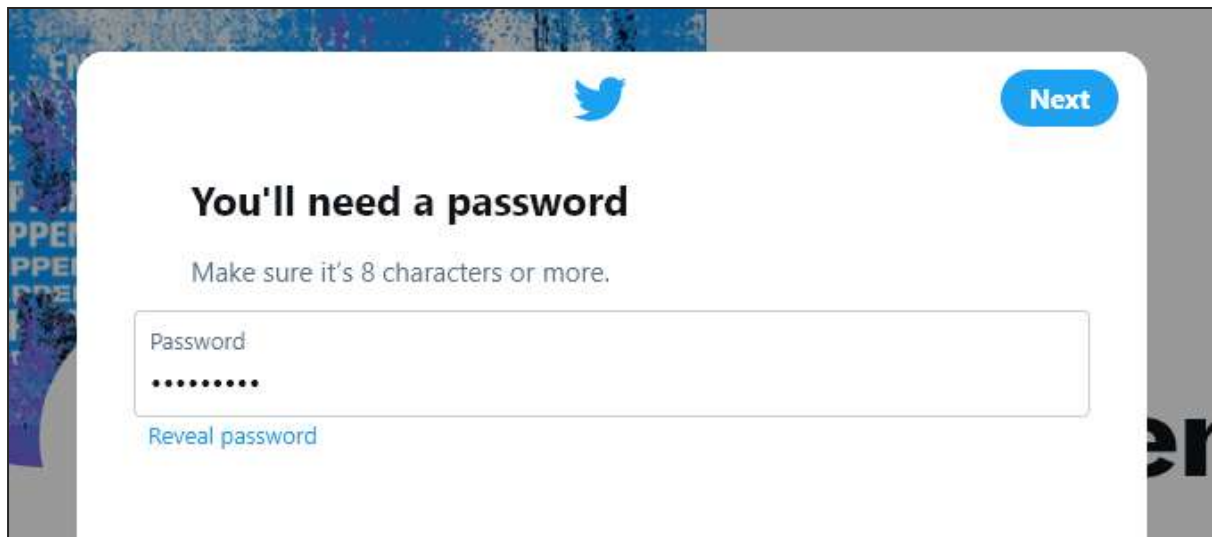 Next
You'll need a password
Make sure it's 8 characters or more.
Password
•••••••••
Reveal password